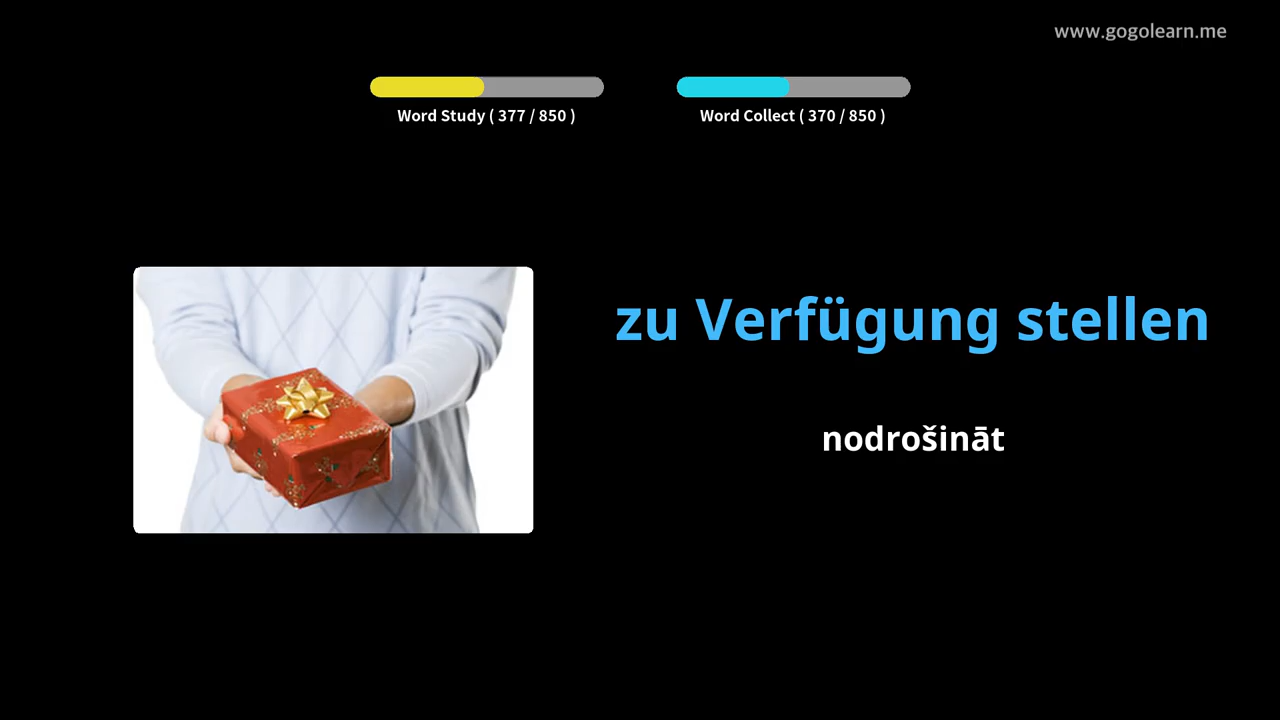 www.gogolearn.me
Word Study ( 377 / 850 )
Word Collect ( 370 / 850 )
zu Verfügung stellen
nodrošināt